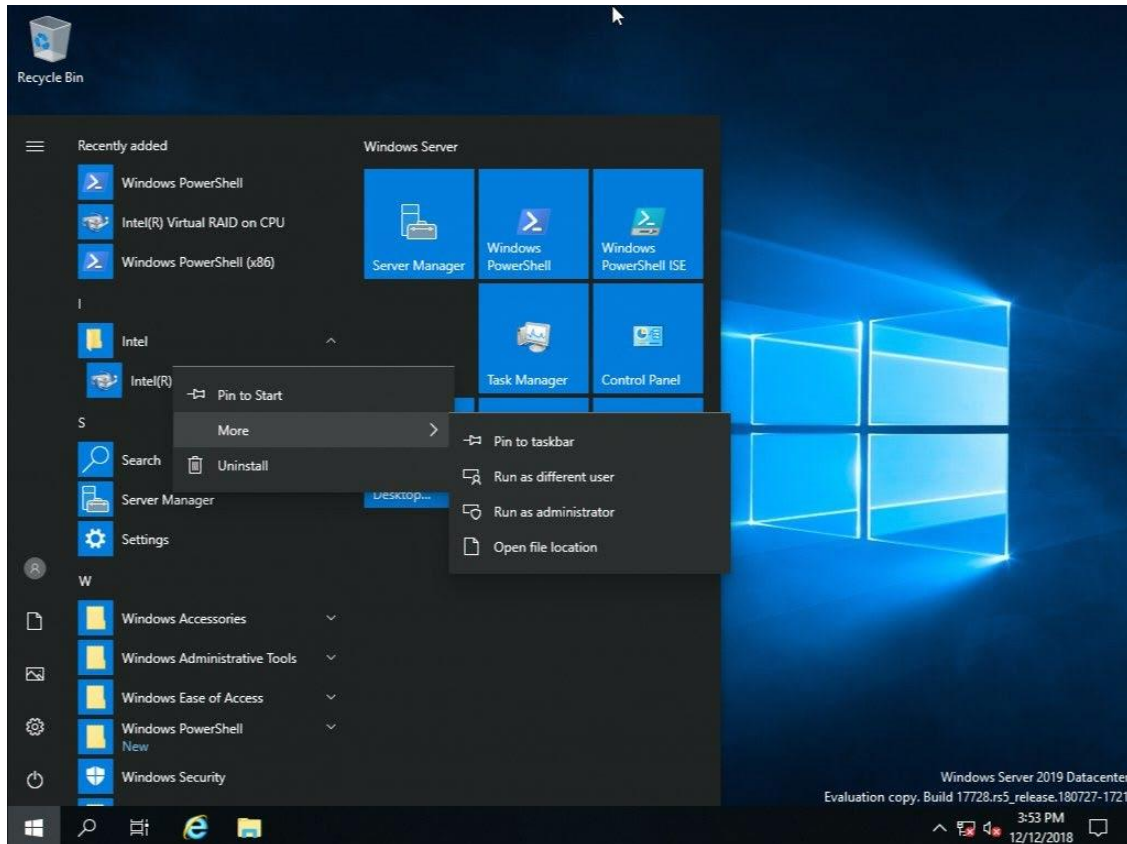 Recycle Bin
Recently added
Windows PowerShell
Intel(R) Virtual RAID on CPU
Windows PowerShell (x86)
I
Intel
Intel(R)
S
Search
Server Manager
Settings
W
Windows Accessories
Windows Administrative Tools
Windows Ease of Access
Windows PowerShell
New
Windows Security
Windows Server
Server Manager
Windows
PowerShell
Windows
PowerShell ISE
Task Manager
Control Panel
Desktop...
Pin to Start
More
Uninstall
Pin to taskbar
Run as different user
Run as administrator
Open file location
Windows Server 2019 Datacenter
Evaluation copy. Build 17728.rs5_release.180727-1721
3:53 PM
12/12/2018